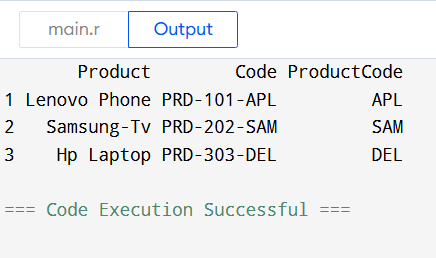 main.r Output
Product Code ProductCode
1 Lenovo Phone PRD-101-APL APL
2 Samsung-Tv PRD-202-SAM SAM
3 Hp Laptop PRD-303-DEL DEL
=== Code Execution Successful ===